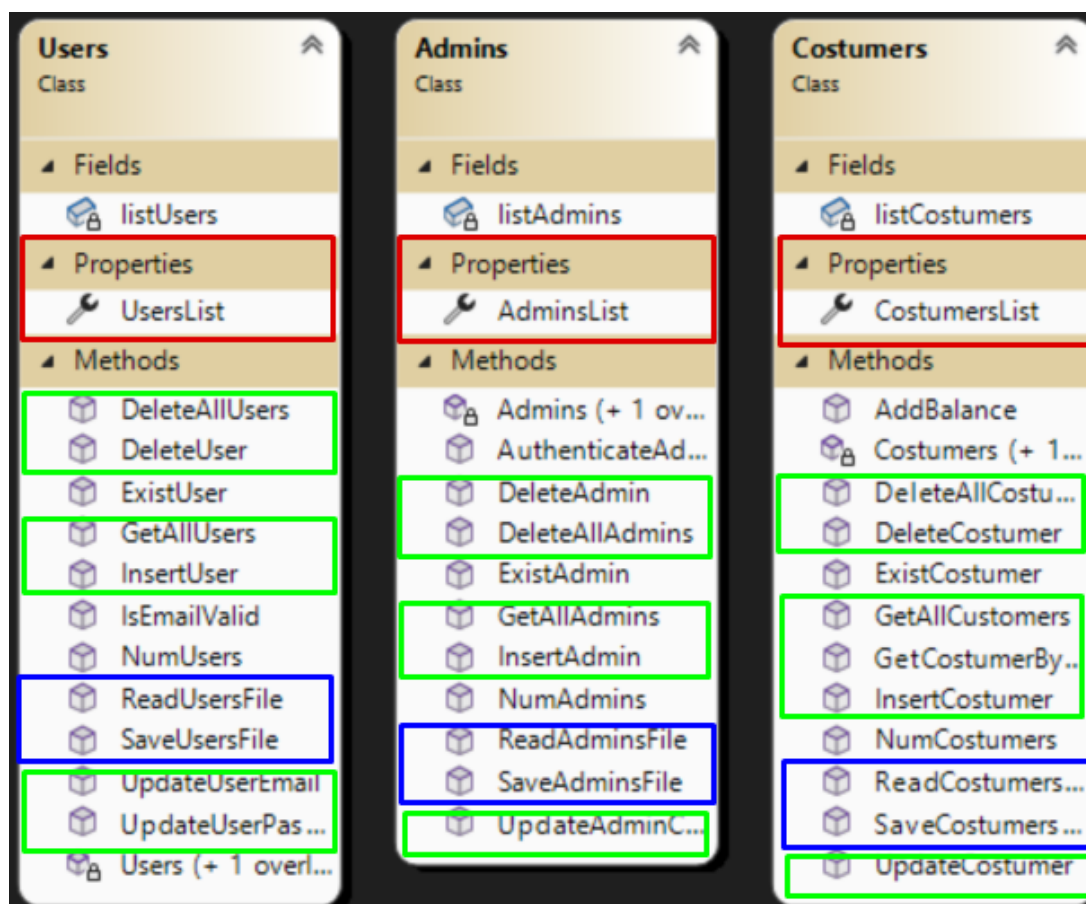 Users
Class
Fields
listUsers
Properties
UsersList
Methods
DeleteAllUsers
DeleteUser
ExistUser
GetAllUsers
InsertUser
IsEmailValid
NumUsers
ReadUsersFile
SaveUsersFile
UpdateUserEmail
UpdateUserPas...
Users (+ 1 overl...
Admins
Class
Fields
listAdmins
Properties
AdminsList
Methods
Admins (+ 1 ov...
AuthenticateAd...
DeleteAdmin
DeleteAllAdmins
ExistAdmin
GetAllAdmins
InsertAdmin
NumAdmins
ReadAdminsFile
SaveAdminsFile
UpdateAdminC...
Costumers
Class
Fields
listCostumers
Properties
CostumersList
Methods
AddBalance
Costumers (+ 1...
DeleteAllCostu...
DeleteCostumer
ExistCostumer
GetAllCustomers
GetCostumerBy...
InsertCostumer
NumCostumers
ReadCostumers...
SaveCostumers...
UpdateCostumer